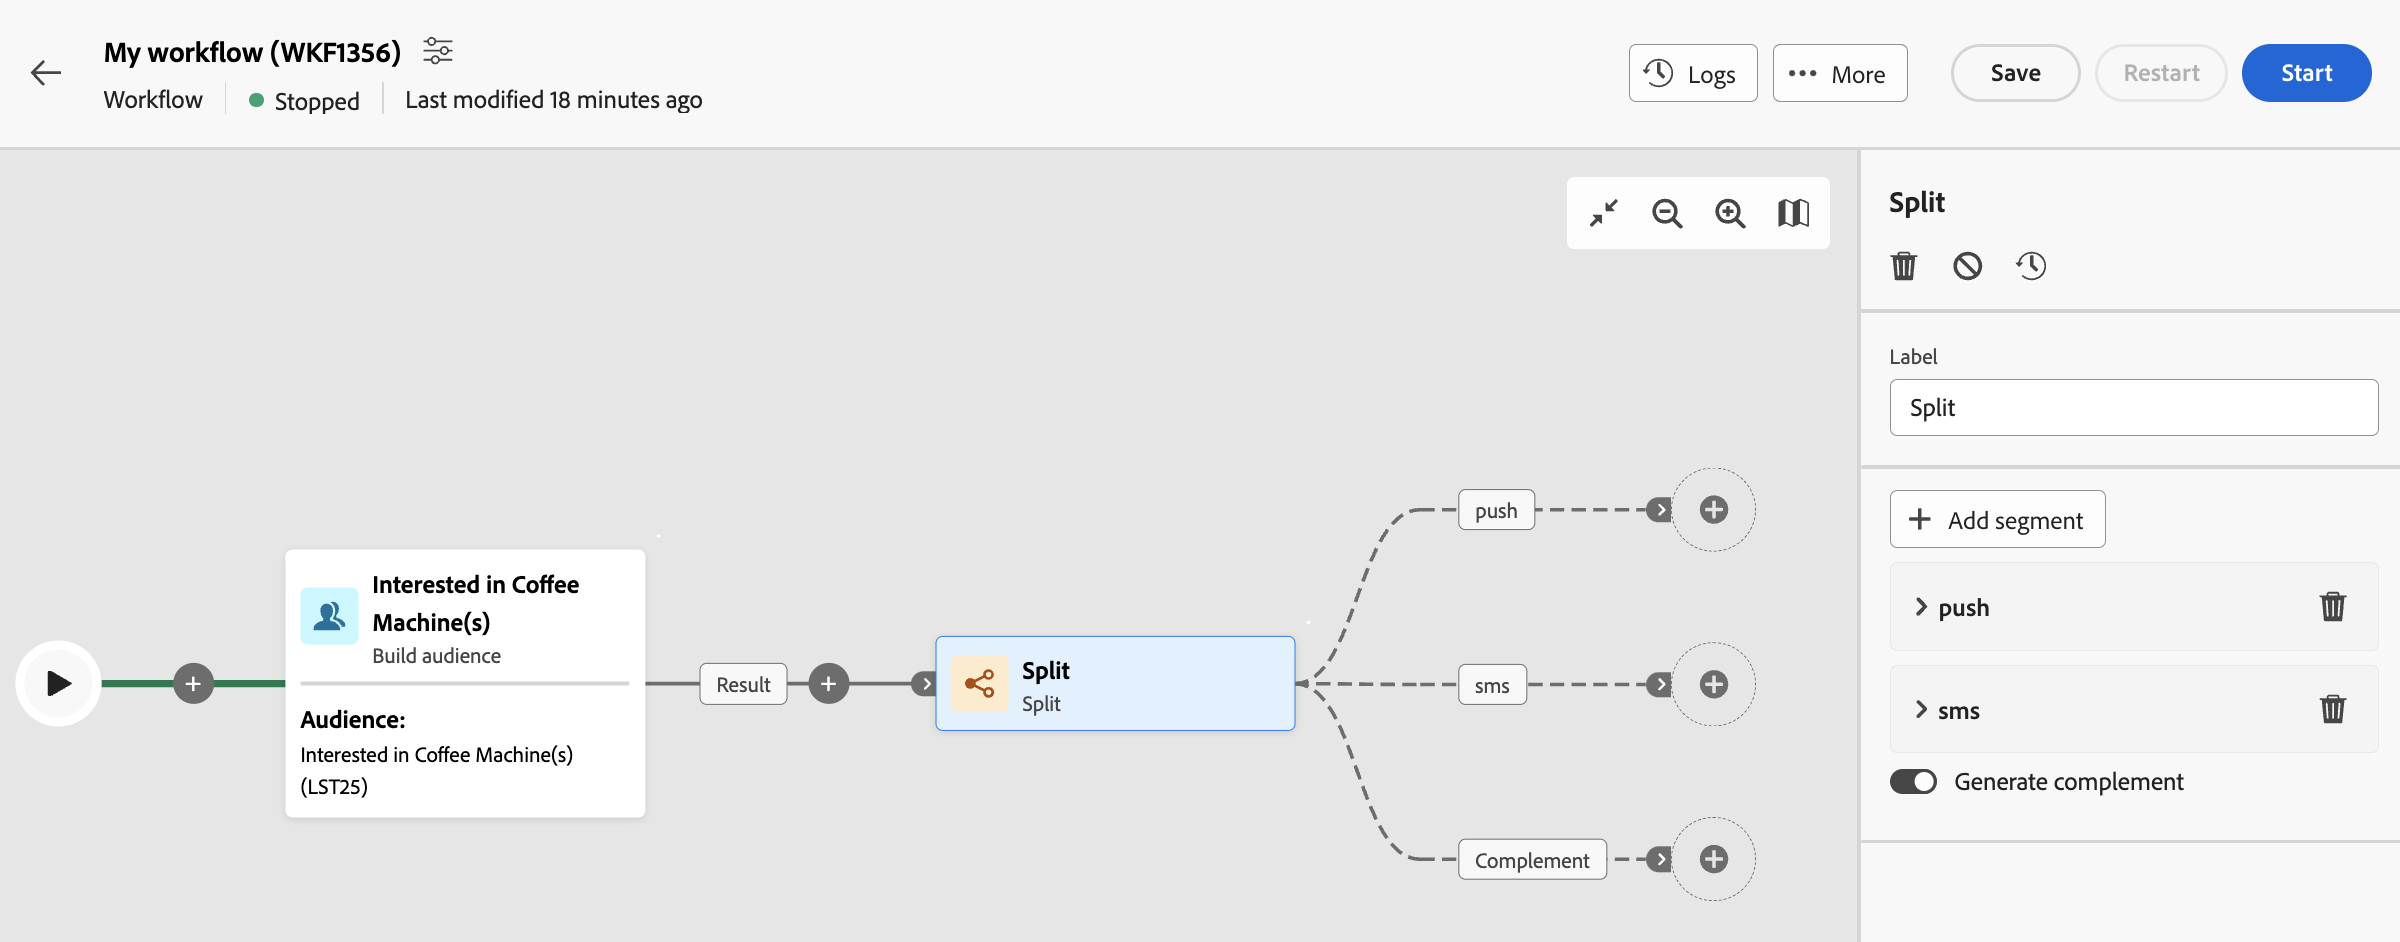 My workflow (WKF1356)
Workflow
Stopped
Last modified 18 minutes ago
Logs
More
Save
Restart
Start
Interested in Coffee
Machine(s)
Build audience
Audience:
Interested in Coffee Machine(s)
(LST25)
Result
Split
Split
push
sms
Complement
Split
Label
Split
Add segment
push
sms
Generate complement